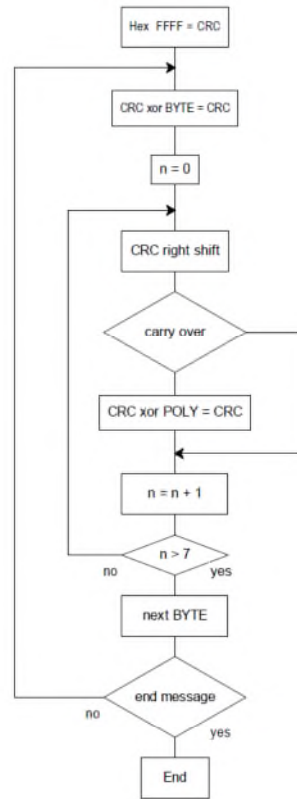 Hex FFFF = CRC
CRC xor BYTE = CRC
n = 0
CRC right shift
carry over
CRC xor POLY = CRC
n = n + 1
n > 7
no
yes
next BYTE
end message
no
yes
End